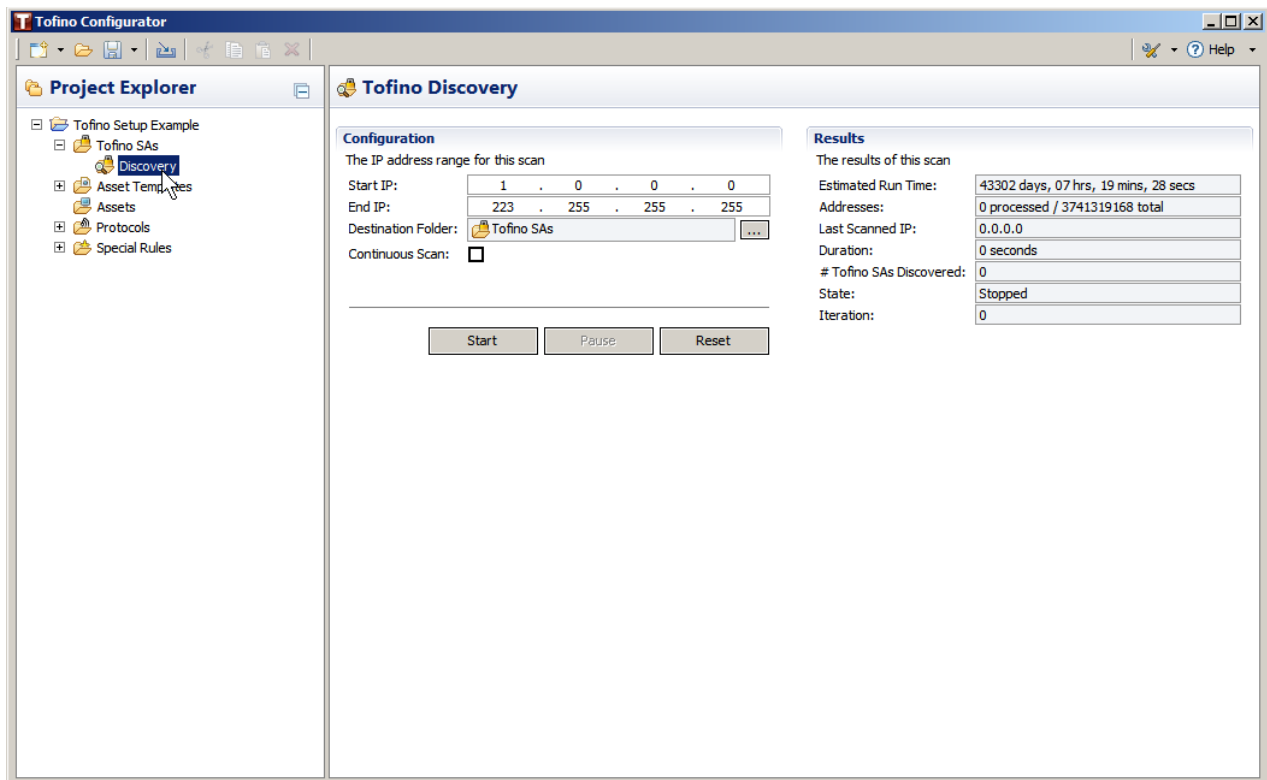 Tofino Configurator
Help
Project Explorer
Tofino Setup Example
Tofino SAs
Discovery
Asset Templates
Assets
Protocols
Special Rules
Tofino Discovery
Configuration
The IP address range for this scan
Start IP: 1 . 0 . 0 . 0
End IP: 223 . 255 . 255 . 255
Destination Folder: Tofino SAs ...
Continuous Scan:
Start Pause Reset
Results
The results of this scan
Estimated Run Time: 43302 days, 07 hrs, 19 mins, 28 secs
Addresses: 0 processed / 3741319168 total
Last Scanned IP: 0.0.0.0
Duration: 0 seconds
# Tofino SAs Discovered: 0
State: Stopped
Iteration: 0